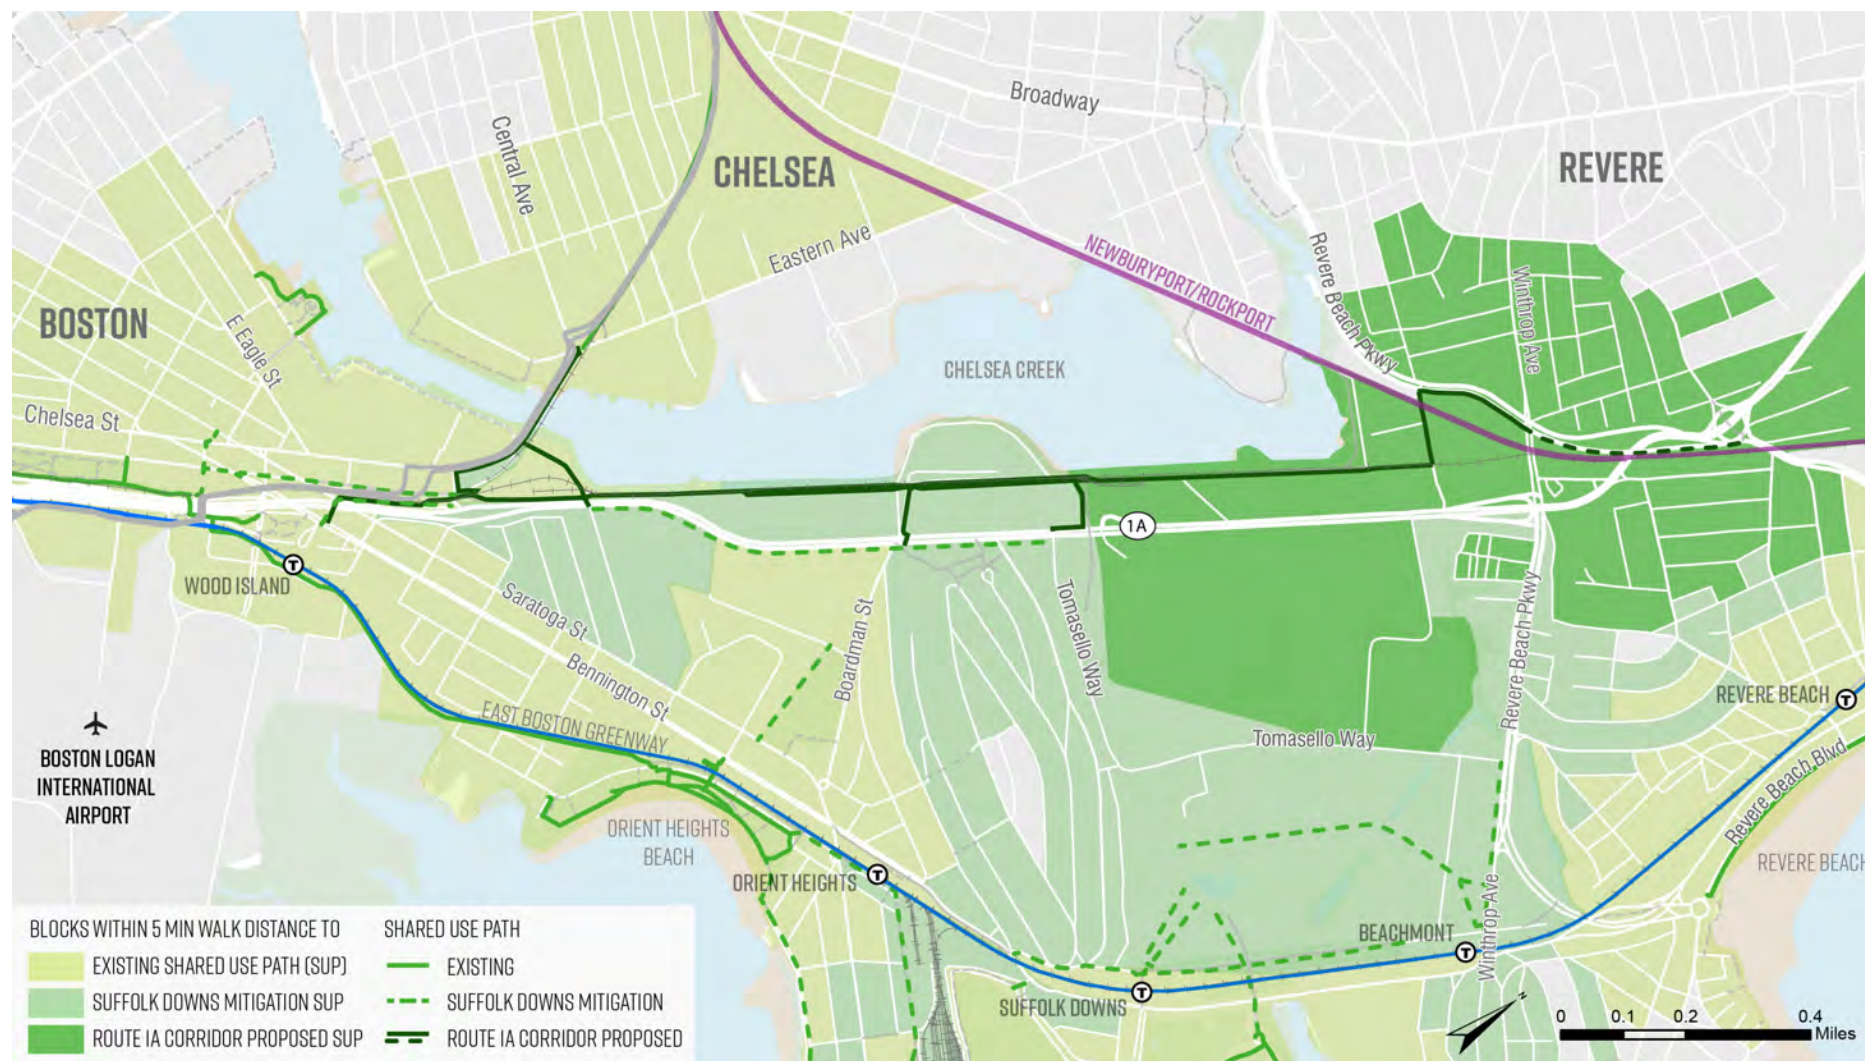 Broadway
Central Ave
CHELSEA
REVERE
Eastern Ave
NEWBURYPORT/ROCKPORT
Revere Beach Pkwy
Winthrop Ave
BOSTON
E Eagle St
CHELSEA CREEK
Chelsea St
1A
T
WOOD ISLAND
Saratoga St
Bennington St
Boardman St
Tomasello Way
Revere Beach Pkwy
EAST BOSTON GREENWAY
REVERE BEACH
T
BOSTON LOGAN
INTERNATIONAL
AIRPORT
Tomasello Way
Revere Beach Blvd
ORIENT HEIGHTS
BEACH
REVERE BEACH
ORIENT HEIGHTS
T
Winthrop Ave
BEACHMONT
T
SUFFOLK DOWNS
T
BLOCKS WITHIN 5 MIN WALK DISTANCE TO
EXISTING SHARED USE PATH (SUP)
SUFFOLK DOWNS MITIGATION SUP
ROUTE 1A CORRIDOR PROPOSED SUP
SHARED USE PATH
EXISTING
SUFFOLK DOWNS MITIGATION
ROUTE 1A CORRIDOR PROPOSED
N
0 0.1 0.2 0.4
Miles